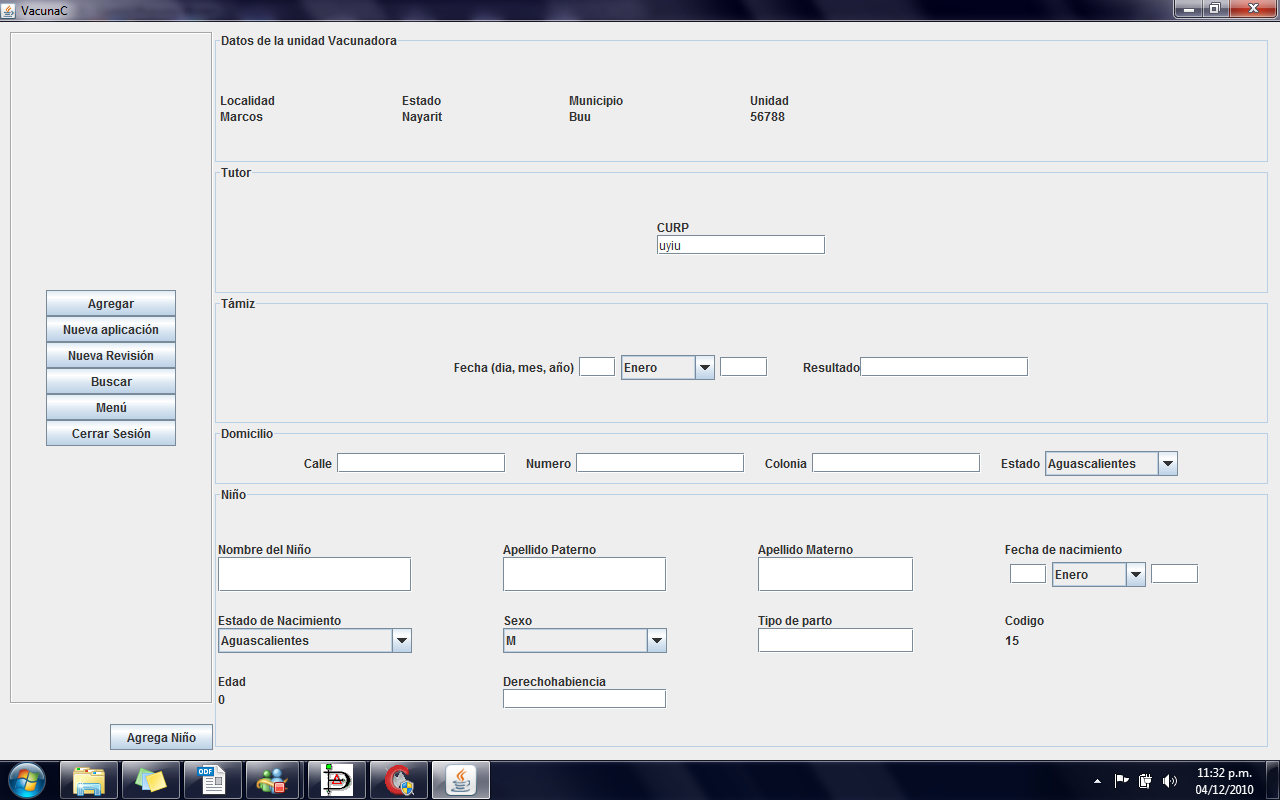 VacunaC
Datos de la unidad Vacunadora
Localidad Estado Municipio Unidad
Marcos Nayarit Buu 56788
Tutor
CURP
uyiu
Támiz
Fecha (dia, mes, año) Enero Resultado
Agregar
Nueva aplicación
Nueva Revisión
Buscar
Menú
Cerrar Sesión
Domicilio
Calle Numero Colonia Estado Aguascalientes
Niño
Nombre del Niño Apellido Paterno Apellido Materno Fecha de nacimiento
Enero
Estado de Nacimiento Sexo Tipo de parto Codigo
Aguascalientes M 15
Edad Derechohabiencia
0
Agrega Niño
ODF
11:32 p.m.
04/12/2010